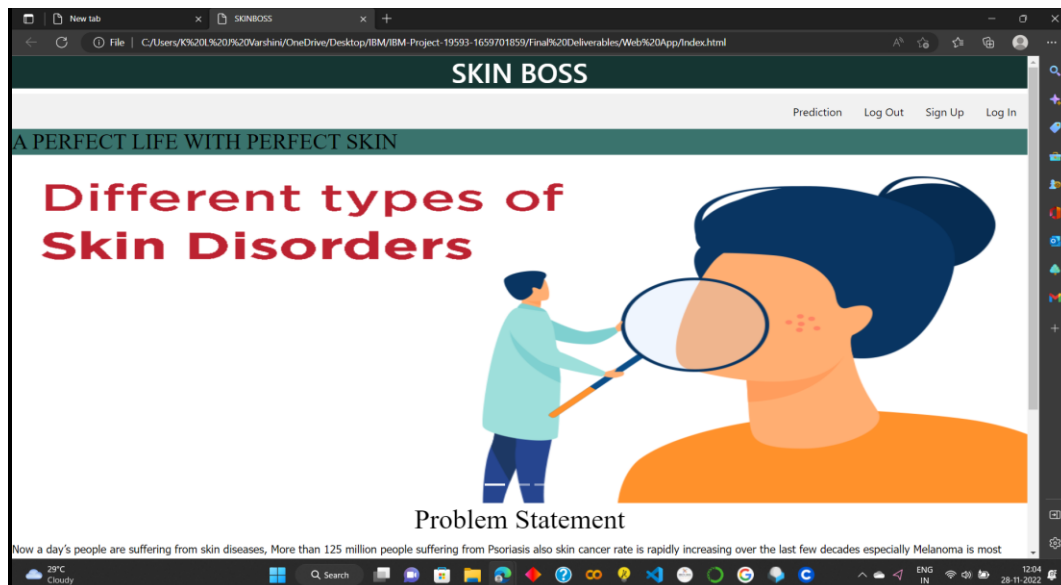 New tab
SKINBOSS
File
C:/Users/K%20L%20J%20Varshini/OneDrive/Desktop/IBM/IBM-Project-19593-1659701859/Final%20Deliverables/Web%20App/Index.html
SKIN BOSS
Prediction Log Out Sign Up Log In
A PERFECT LIFE WITH PERFECT SKIN
Different types of
Skin Disorders
Problem Statement
Now a day's people are suffering from skin diseases, More than 125 million people suffering from Psoriasis also skin cancer rate is rapidly increasing over the last few decades especially Melanoma is most
29°C
Cloudy
Search
ENG
IN
12:04
28-11-2022